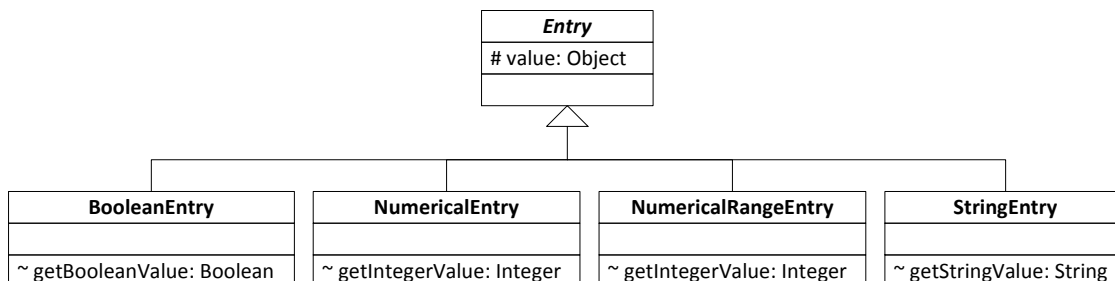 Entry
# value: Object
BooleanEntry
~ getBooleanValue: Boolean
NumericalEntry
~ getIntegerValue: Integer
NumericalRangeEntry
~ getIntegerValue: Integer
StringEntry
~ getStringValue: String